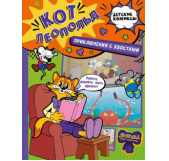 КОТ
ЛЕОПОЛЬД
ДЕТСКИЕ
КОМИКСЫ
ПРИКЛЮЧЕНИЯ С ХВОСТАМИ
Ребята,
давайте жить
дружно!